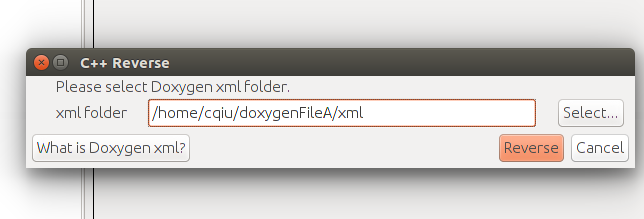 C++ Reverse
Please select Doxygen xml folder.
xml folder /home/cqiu/doxygenFileA/xml Select...
What is Doxygen xml? Reverse Cancel